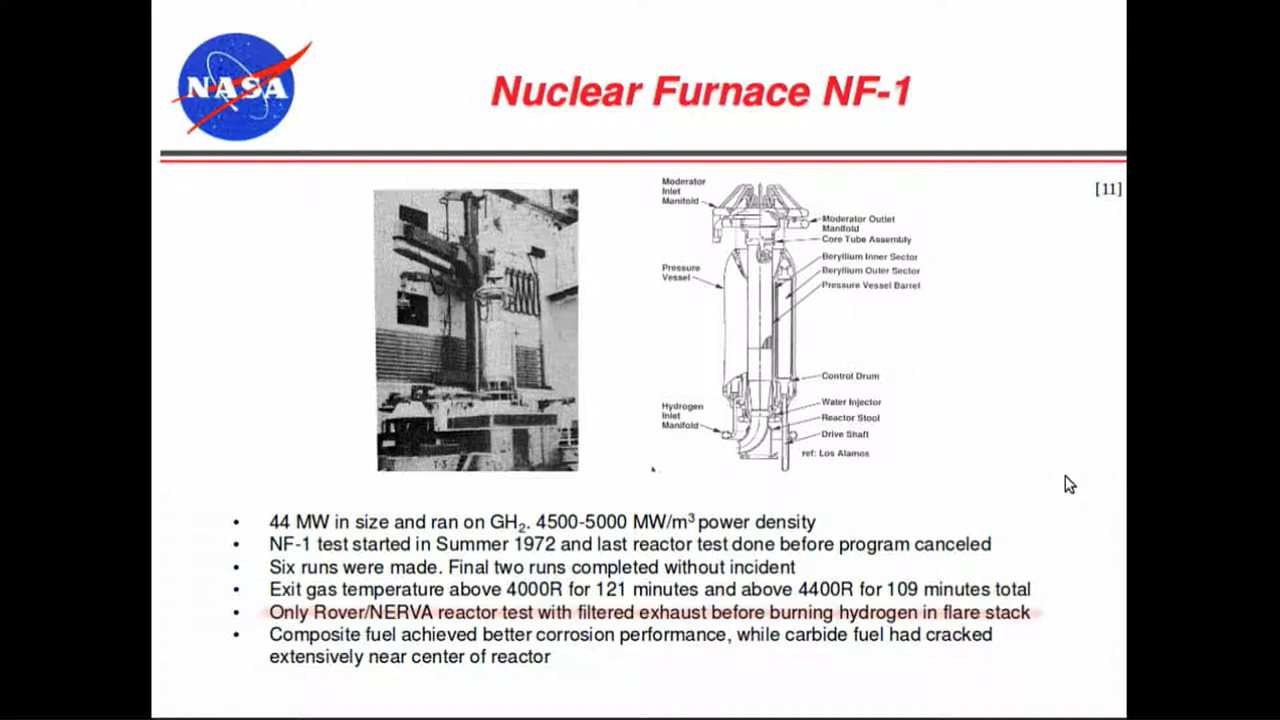 NASA
Nuclear Furnace NF-1
[11]
Moderator
Inlet
Manifold
Moderator Outlet
Manifold
Core Tube Assembly
Beryllium Inner Sector
Beryllium Outer Sector
Pressure Vessel Barrel
Pressure
Vessel
Control Drum
Hydrogen
Inlet
Manifold
Water Injector
Reactor Stool
Drive Shaft
ref: Los Alamos
• 44 MW in size and ran on GH₂. 4500-5000 MW/m³ power density
• NF-1 test started in Summer 1972 and last reactor test done before program canceled
• Six runs were made. Final two runs completed without incident
• Exit gas temperature above 4000R for 121 minutes and above 4400R for 109 minutes total
• Only Rover/NERVA reactor test with filtered exhaust before burning hydrogen in flare stack
• Composite fuel achieved better corrosion performance, while carbide fuel had cracked
extensively near center of reactor